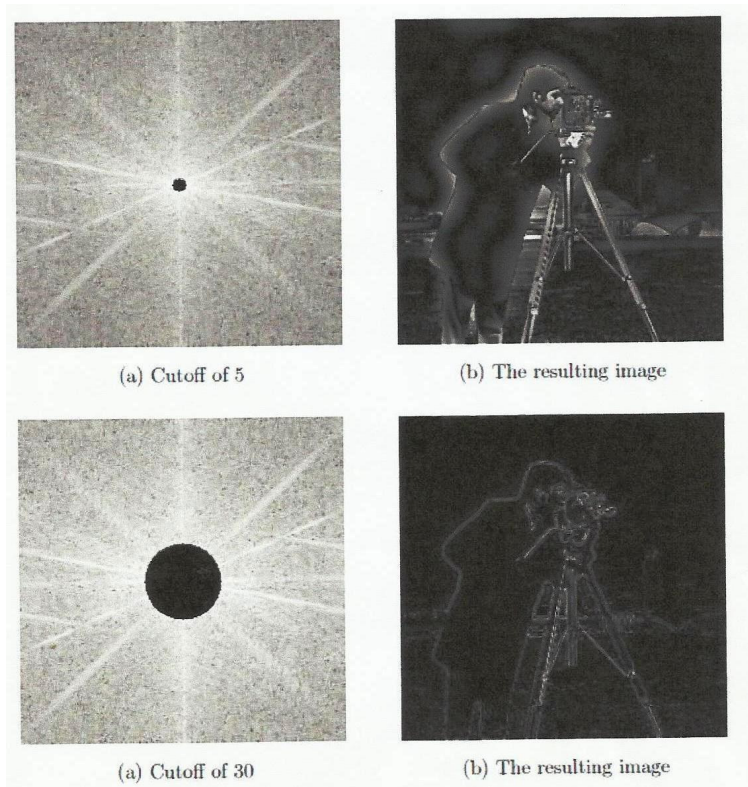 (a) Cutoff of 5
(b) The resulting image
(a) Cutoff of 30
(b) The resulting image